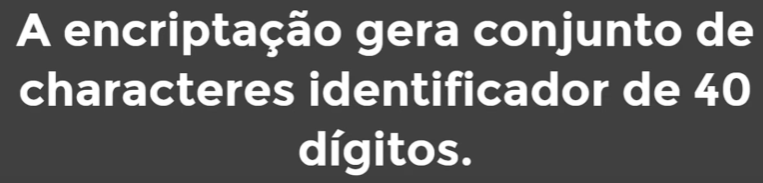 A encriptação gera conjunto de
characteres identificador de 40
dígitos.